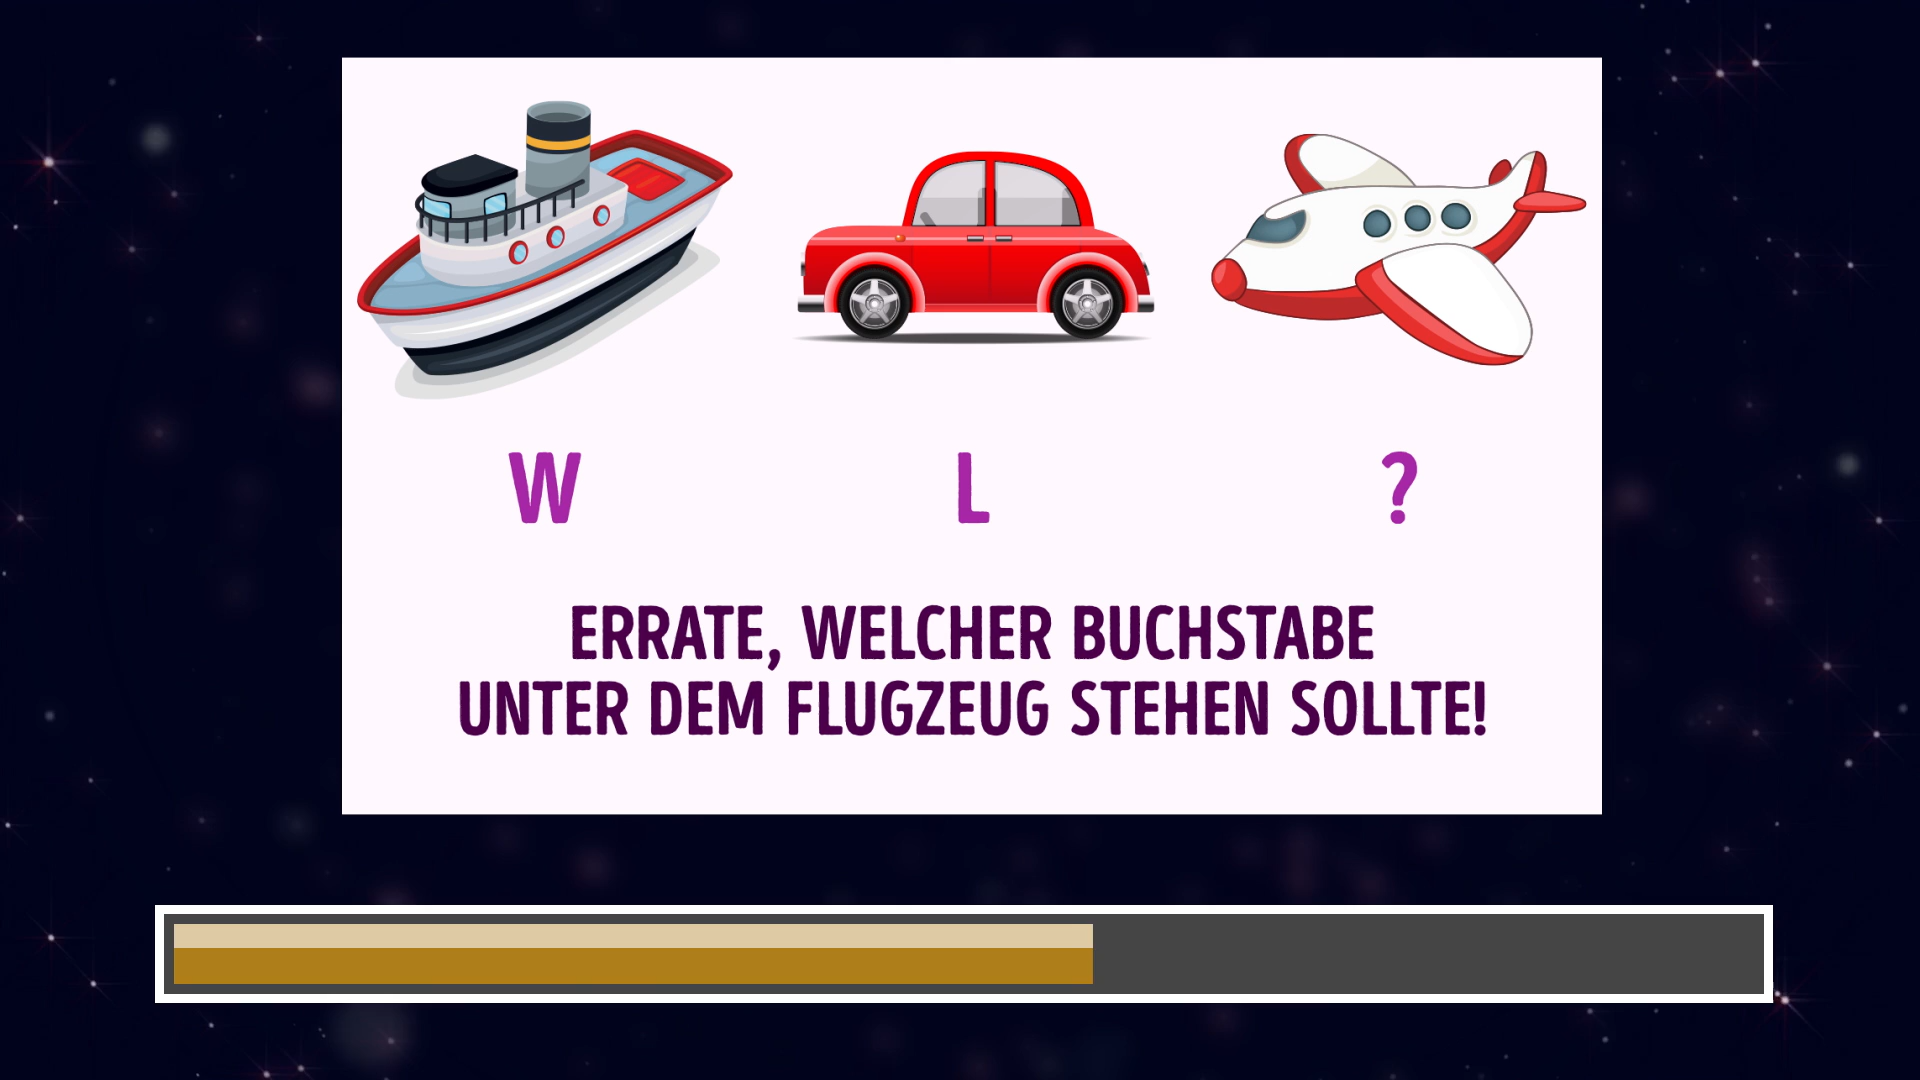 W L ?
ERRATE, WELCHER BUCHSTABE
UNTER DEM FLUGZEUG STEHEN SOLLTE!